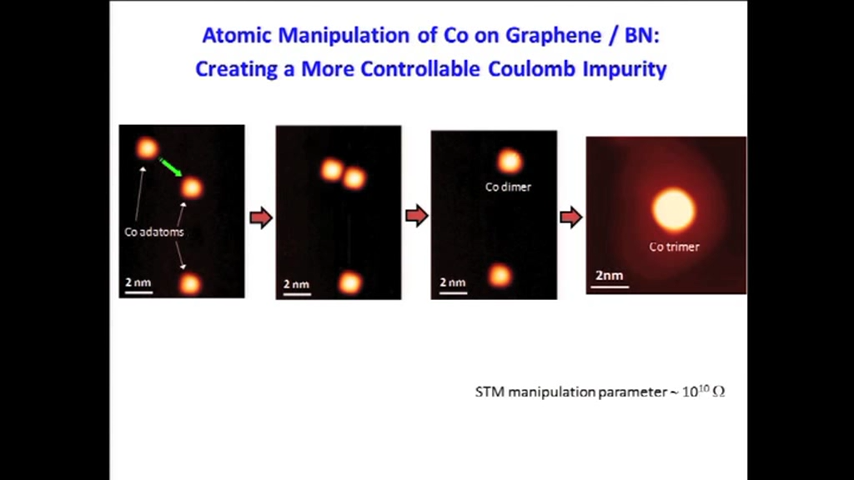 Atomic Manipulation of Co on Graphene / BN:
Creating a More Controllable Coulomb Impurity
Co adatoms
2 nm
2 nm
Co dimer
2 nm
Co trimer
2nm
STM manipulation parameter ~ 10¹⁰ Ω